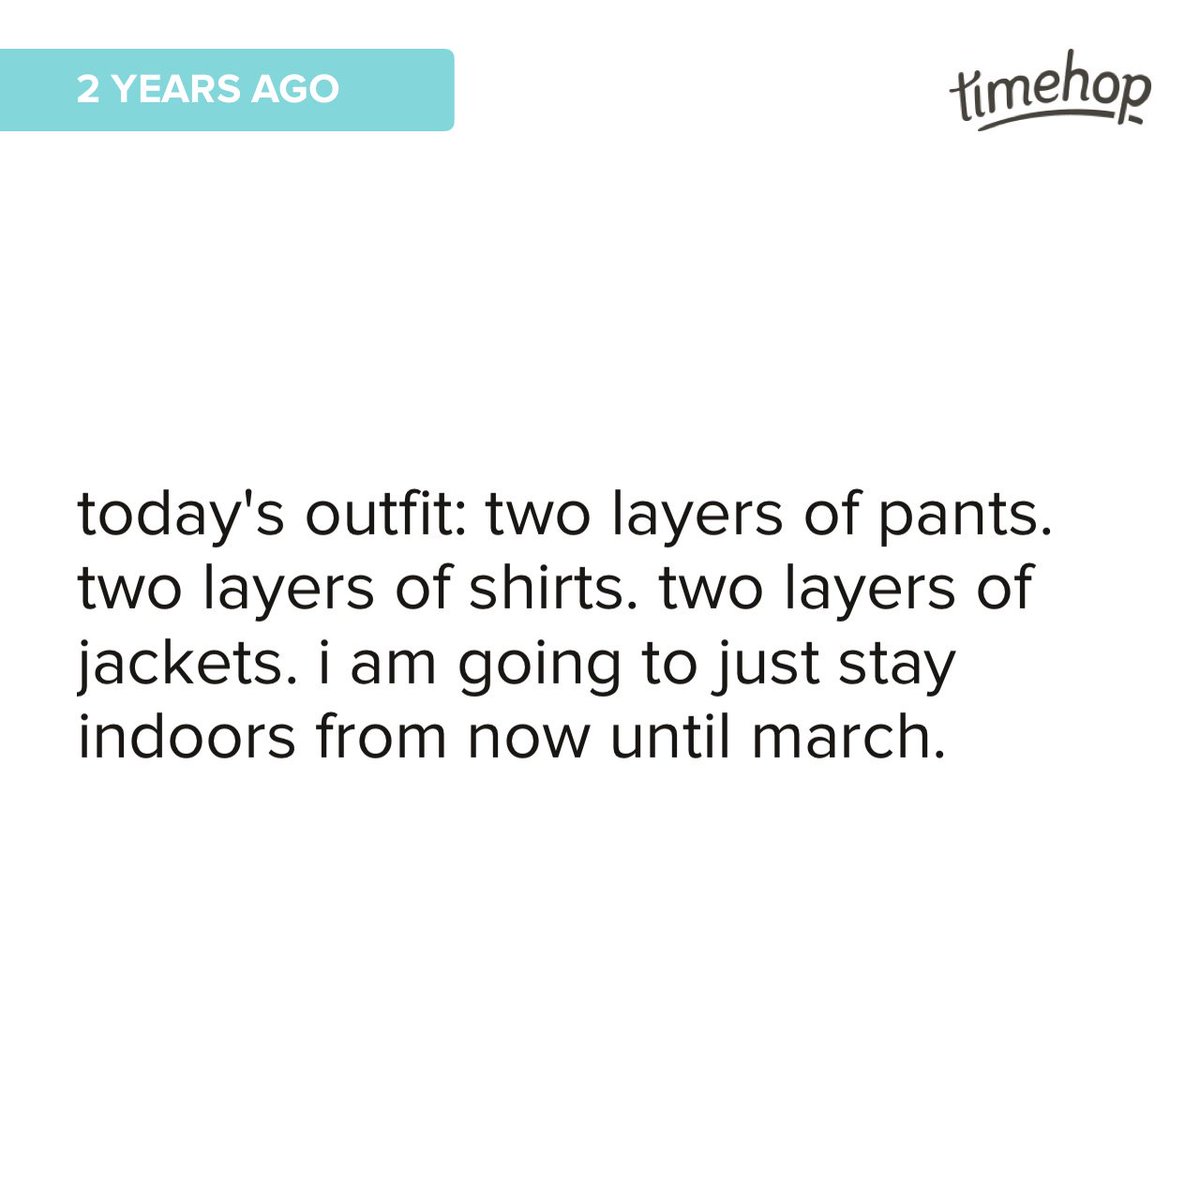 2 YEARS AGO
timehop
today's outfit: two layers of pants.
two layers of shirts. two layers of
jackets. i am going to just stay
indoors from now until march.